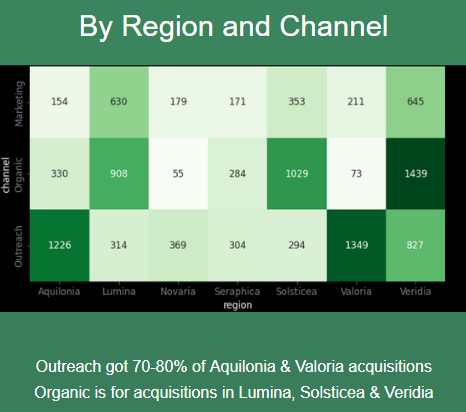 By Region and Channel
Marketing 154 630 179 171 353 211 645
channel
Organic 330 908 55 284 1029 73 1439
Outreach 1226 314 369 304 294 1349 827
Aquilonia Lumina Novaria Seraphica Solsticea Valoria Veridia
region
Outreach got 70-80% of Aquilonia & Valoria acquisitions
Organic is for acquisitions in Lumina, Solsticea & Veridia